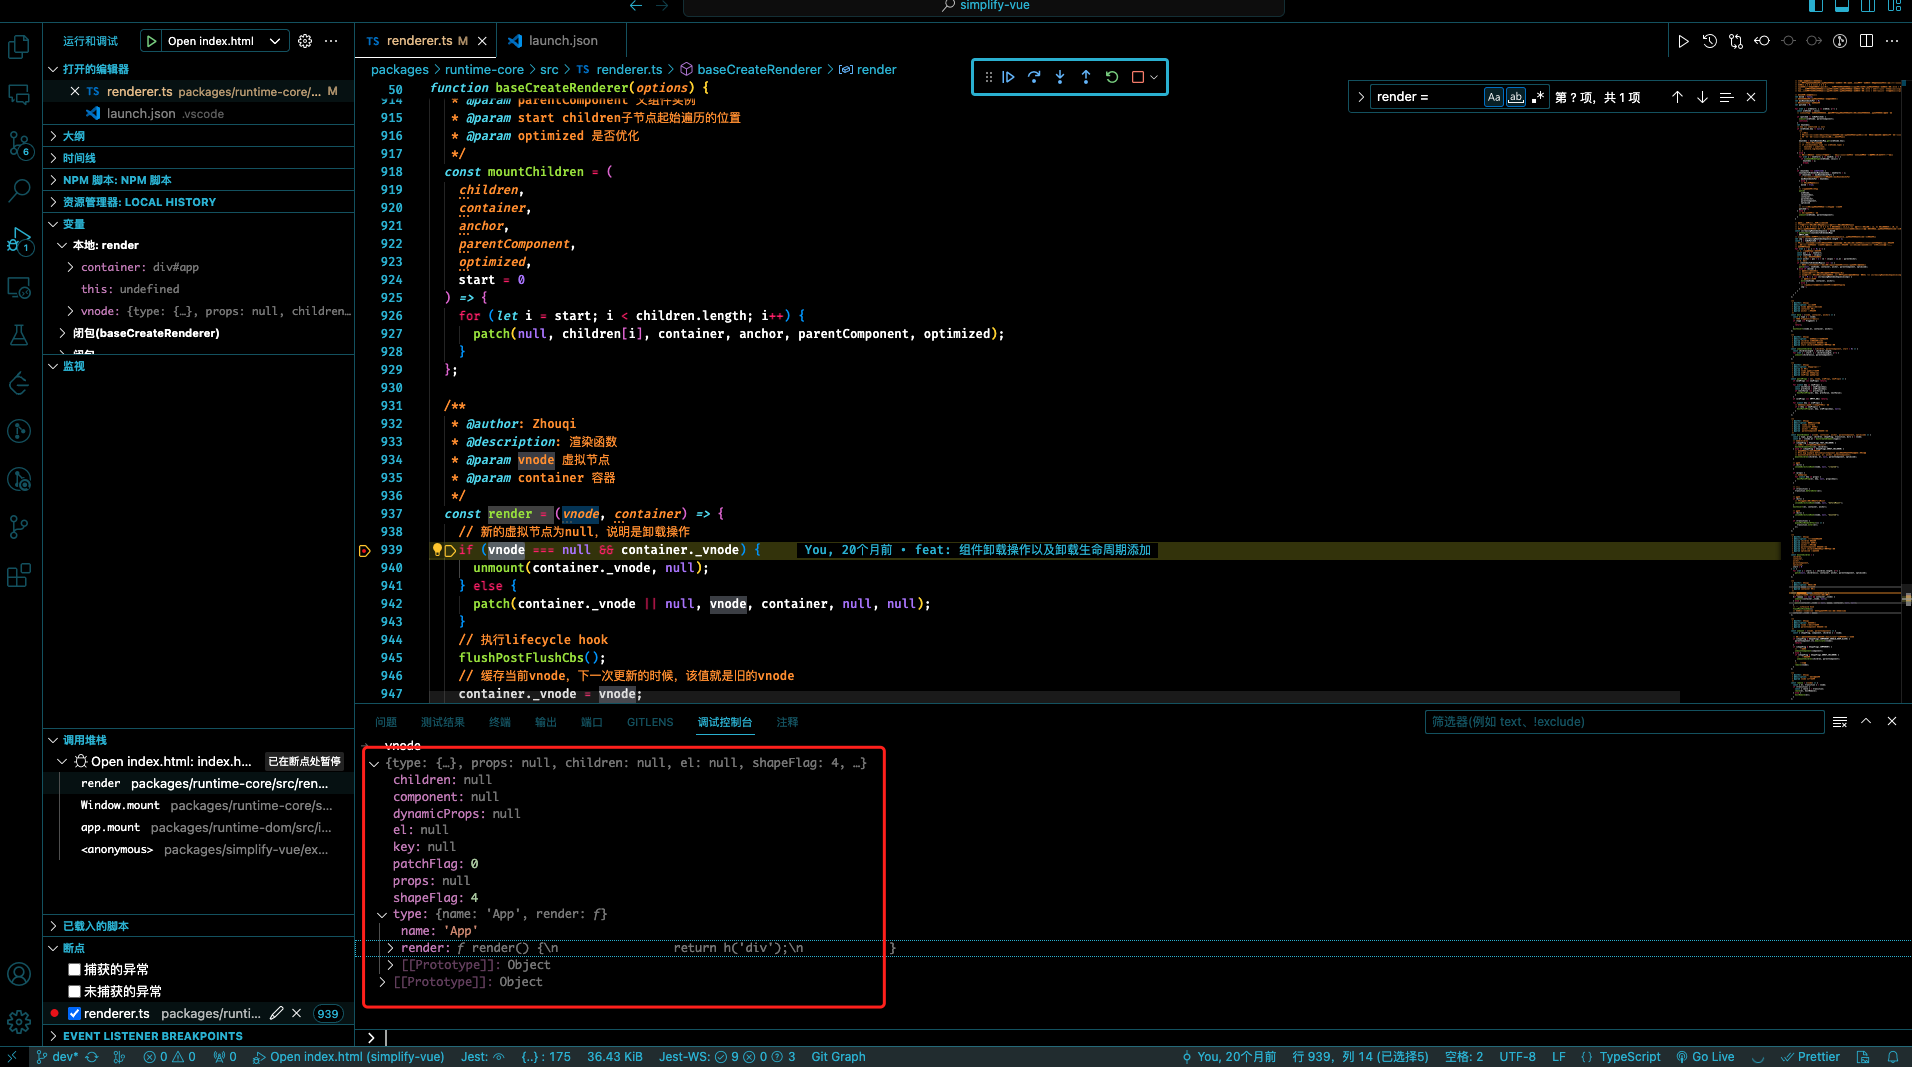 simplify-vue
运行和调试
Open index.html
打开的编辑器
TS renderer.ts packages/runtime-core/... M
launch.json .vscode
大纲
时间线
NPM 脚本: NPM 脚本
资源管理器: LOCAL HISTORY
变量
本地: render
container: div#app
this: undefined
vnode: {type: {…}, props: null, children...
闭包(baseCreateRenderer)
闭包
监视
调用堆栈
Open index.html: index.h... 已在断点处暂停
render packages/runtime-core/src/ren...
Window.mount packages/runtime-core/s...
app.mount packages/runtime-dom/src/i...
<anonymous> packages/simplify-vue/ex...
已载入的脚本
断点
捕获的异常
未捕获的异常
renderer.ts packages/runti... 939
EVENT LISTENER BREAKPOINTS
6
1
TS renderer.ts M
launch.json
packages > runtime-core > src > TS renderer.ts > baseCreateRenderer > render
render =
Aa
ab
第 ? 项，共 1 项
50 function baseCreateRenderer(options) {
914 * @param parentComponent 父组件实例
915 * @param start children子节点起始遍历的位置
916 * @param optimized 是否优化
917 */
918 const mountChildren = (
919 children,
920 container,
921 anchor,
922 parentComponent,
923 optimized,
924 start = 0
925 ) => {
926 for (let i = start; i < children.length; i++) {
927 patch(null, children[i], container, anchor, parentComponent, optimized);
928 }
929 };
930
931 /**
932 * @author: Zhouqi
933 * @description: 渲染函数
934 * @param vnode 虚拟节点
935 * @param container 容器
936 */
937 const render = (vnode, container) => {
938 // 新的虚拟节点为null，说明是卸载操作
939 if (vnode === null && container._vnode) { You, 20个月前 • feat: 组件卸载操作以及卸载生命周期添加
940 unmount(container._vnode, null);
941 } else {
942 patch(container._vnode || null, vnode, container, null, null);
943 }
944 // 执行lifecycle hook
945 flushPostFlushCbs();
946 // 缓存当前vnode，下一次更新的时候，该值就是旧的vnode
947 container._vnode = vnode;
问题 测试结果 终端 输出 端口 GITLENS 调试控制台 注释
筛选器(例如 text、!exclude)
vnode
{type: {…}, props: null, children: null, el: null, shapeFlag: 4, …}
children: null
component: null
dynamicProps: null
el: null
key: null
patchFlag: 0
props: null
shapeFlag: 4
type: {name: 'App', render: ƒ}
name: 'App'
render: ƒ render() {\n return h('div');\n }
[[Prototype]]: Object
[[Prototype]]: Object
dev* 0 0 0 Open index.html (simplify-vue) Jest: {..} : 175 36.43 KiB Jest-WS: 9 0 3 Git Graph You, 20个月前 行 939，列 14 (已选择5) 空格: 2 UTF-8 LF {} TypeScript Go Live Prettier